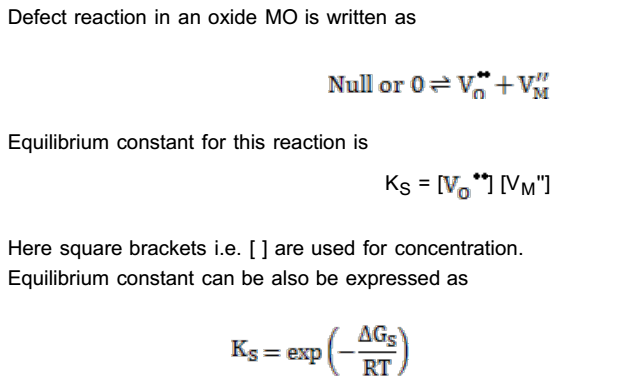 Defect reaction in an oxide MO is written as
Null or 0 ⇌ V_O^•• + V_M^″
Equilibrium constant for this reaction is
K_S = [V_O^••] [V_M"]
Here square brackets i.e. [ ] are used for concentration.
Equilibrium constant can be also be expressed as
K_S = exp(−ΔG_S/RT)